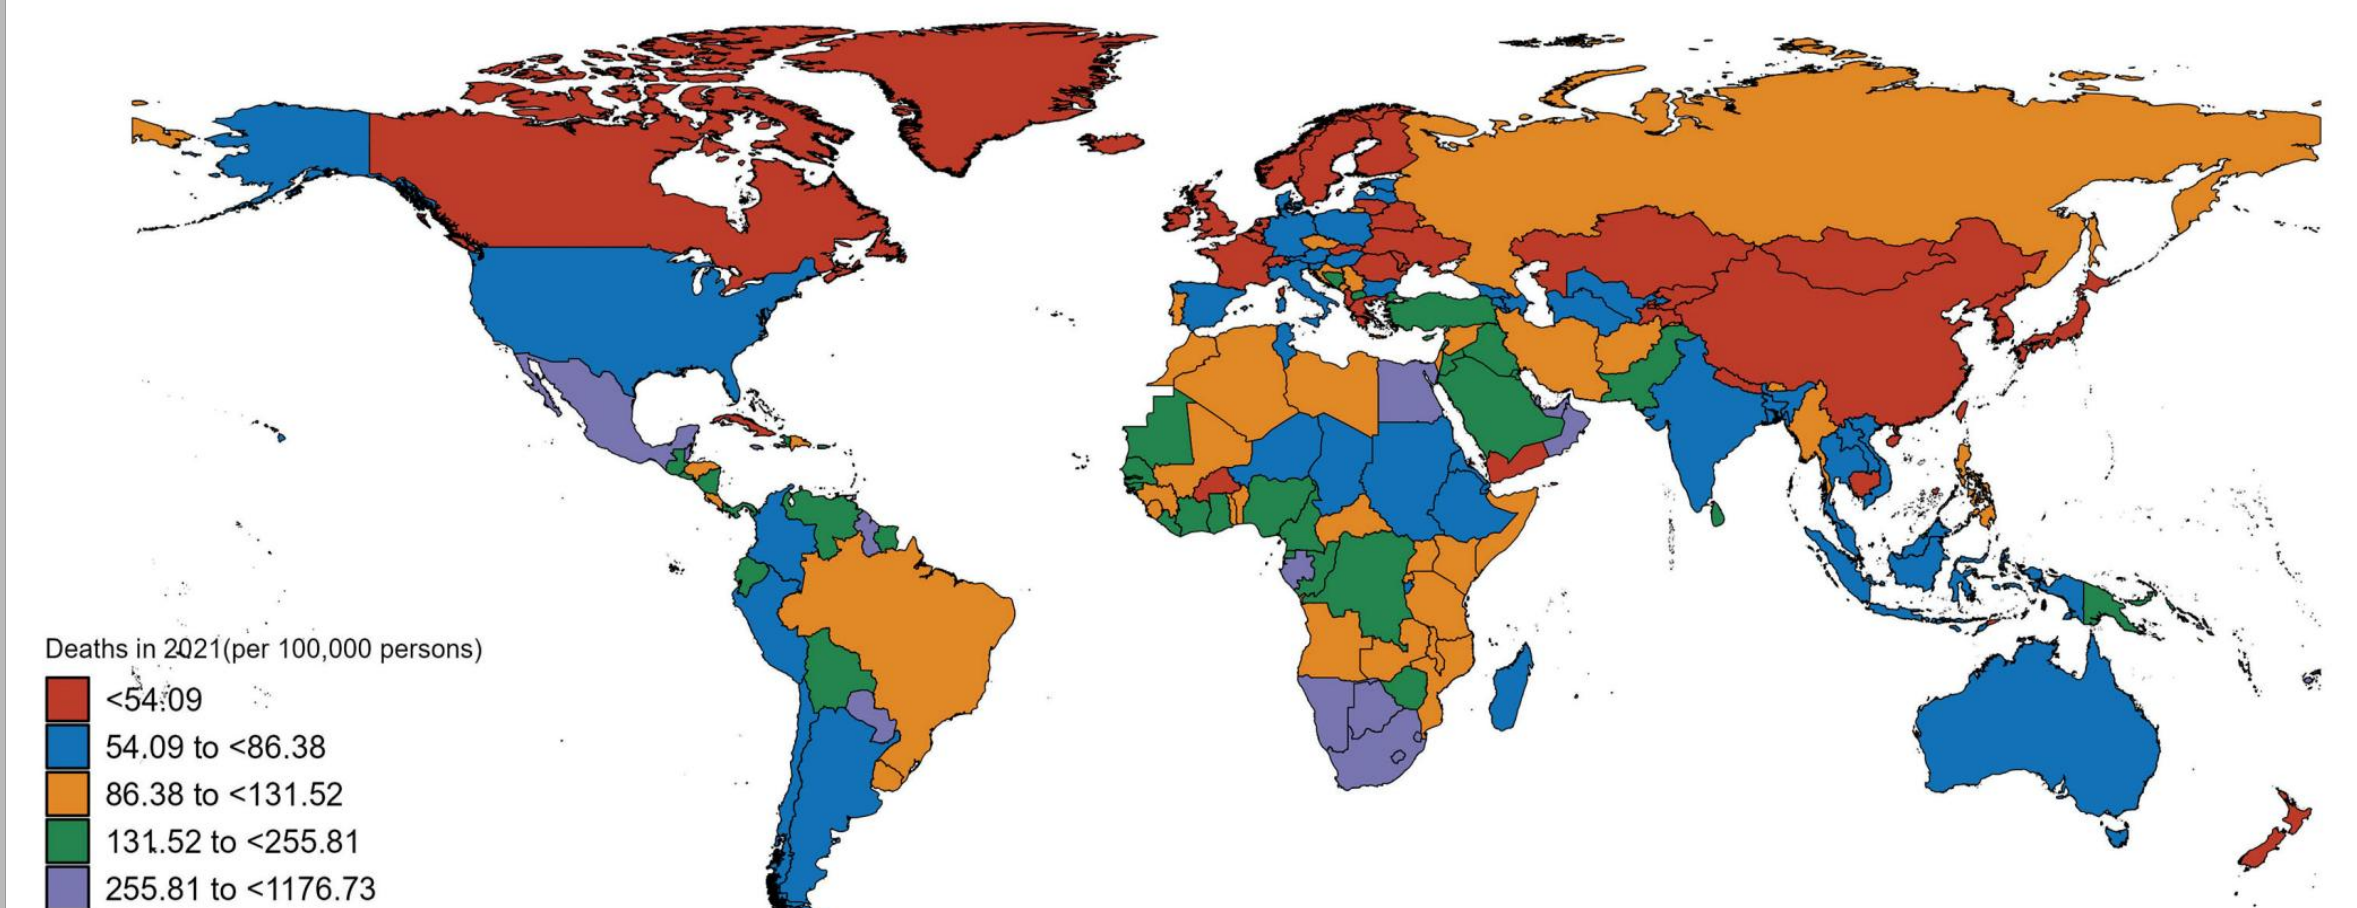 Deaths in 2021(per 100,000 persons)
<54.09
54.09 to <86.38
86.38 to <131.52
131.52 to <255.81
255.81 to <1176.73